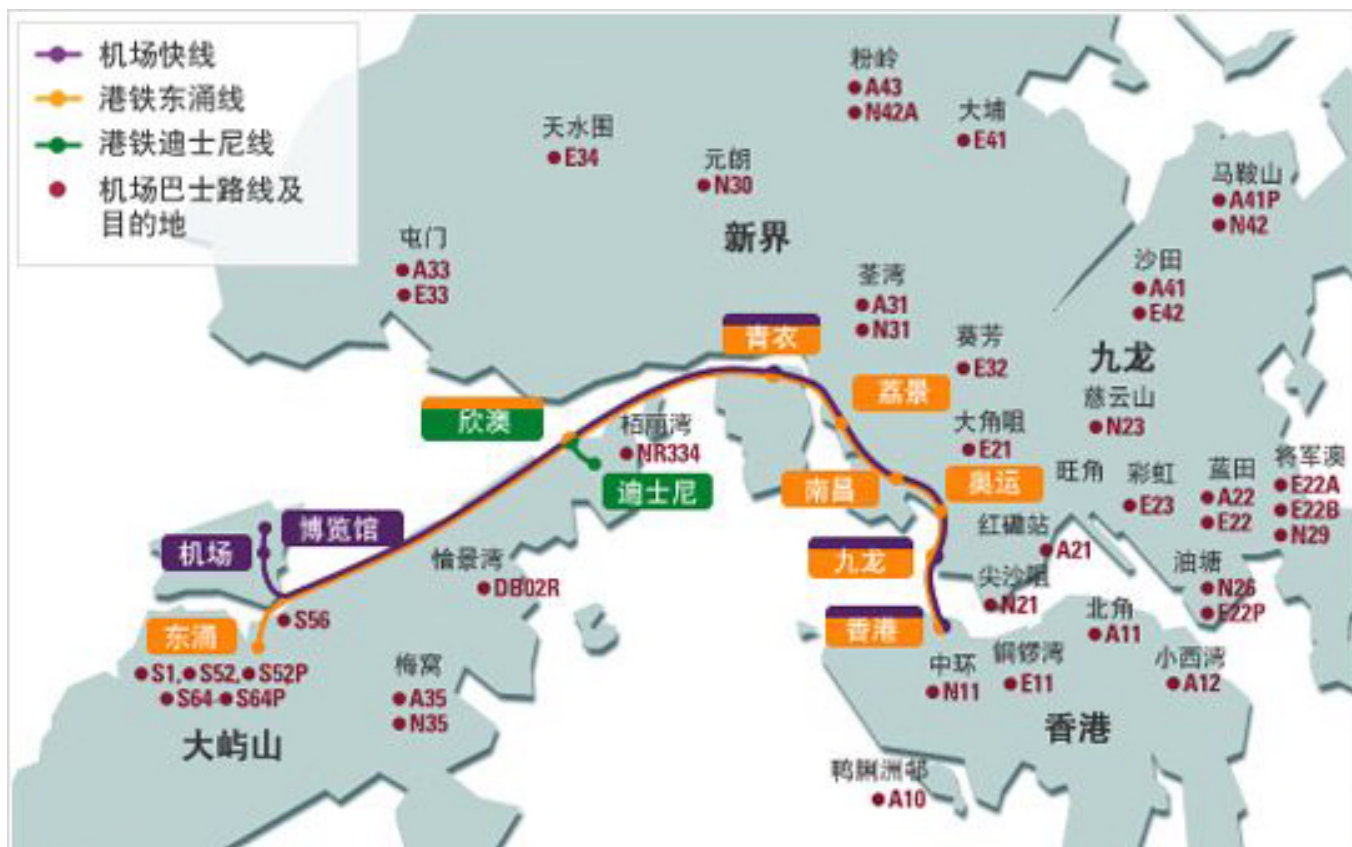 机场快线
港铁东涌线
港铁迪士尼线
机场巴士路线及
目的地
粉岭
A43
N42A
大埔
E41
天水围
E34
元朗
N30
马鞍山
A41P
N42
新界
屯门
A33
E33
沙田
A41
E42
荃湾
A31
N31
青衣
葵芳
E32
九龙
荔景
欣澳
栢丽湾
NR334
慈云山
N23
大角咀
E21
迪士尼
南昌
奥运
旺角
彩虹
E23
蓝田
A22
E22
将军澳
E22A
E22B
N29
博览馆
机场
红磡站
A21
愉景湾
DB02R
九龙
尖沙咀
N21
油塘
N26
E22P
S56
东涌
香港
北角
A11
S1, S52, S52P
S64 S64P
梅窝
A35
N35
中环
N11
铜锣湾
E11
小西湾
A12
大屿山
香港
鸭脷洲邨
A10